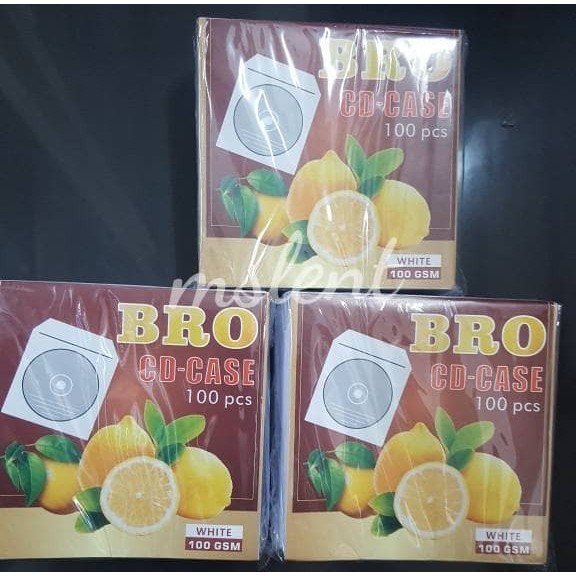 BRO
CD-CASE
100 pcs
WHITE
100 GSM
mslent
BRO
CD-CASE
100 pcs
WHITE
100 GSM
BRO
CD-CASE
100 pcs
WHITE
100 GSM